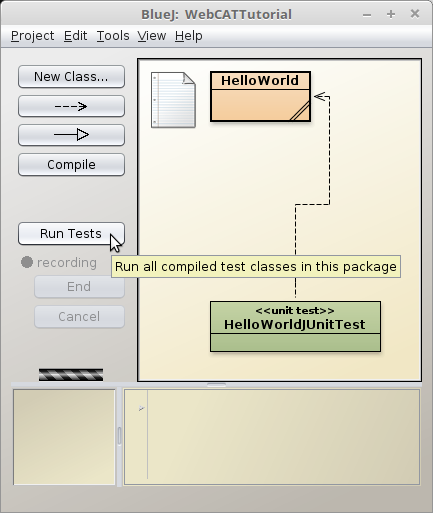 BlueJ: WebCATTutorial
Project Edit Tools View Help
New Class...
Compile
Run Tests
recording
End
Cancel
HelloWorld
Run all compiled test classes in this package
<<unit test>>
HelloWorldJUnitTest